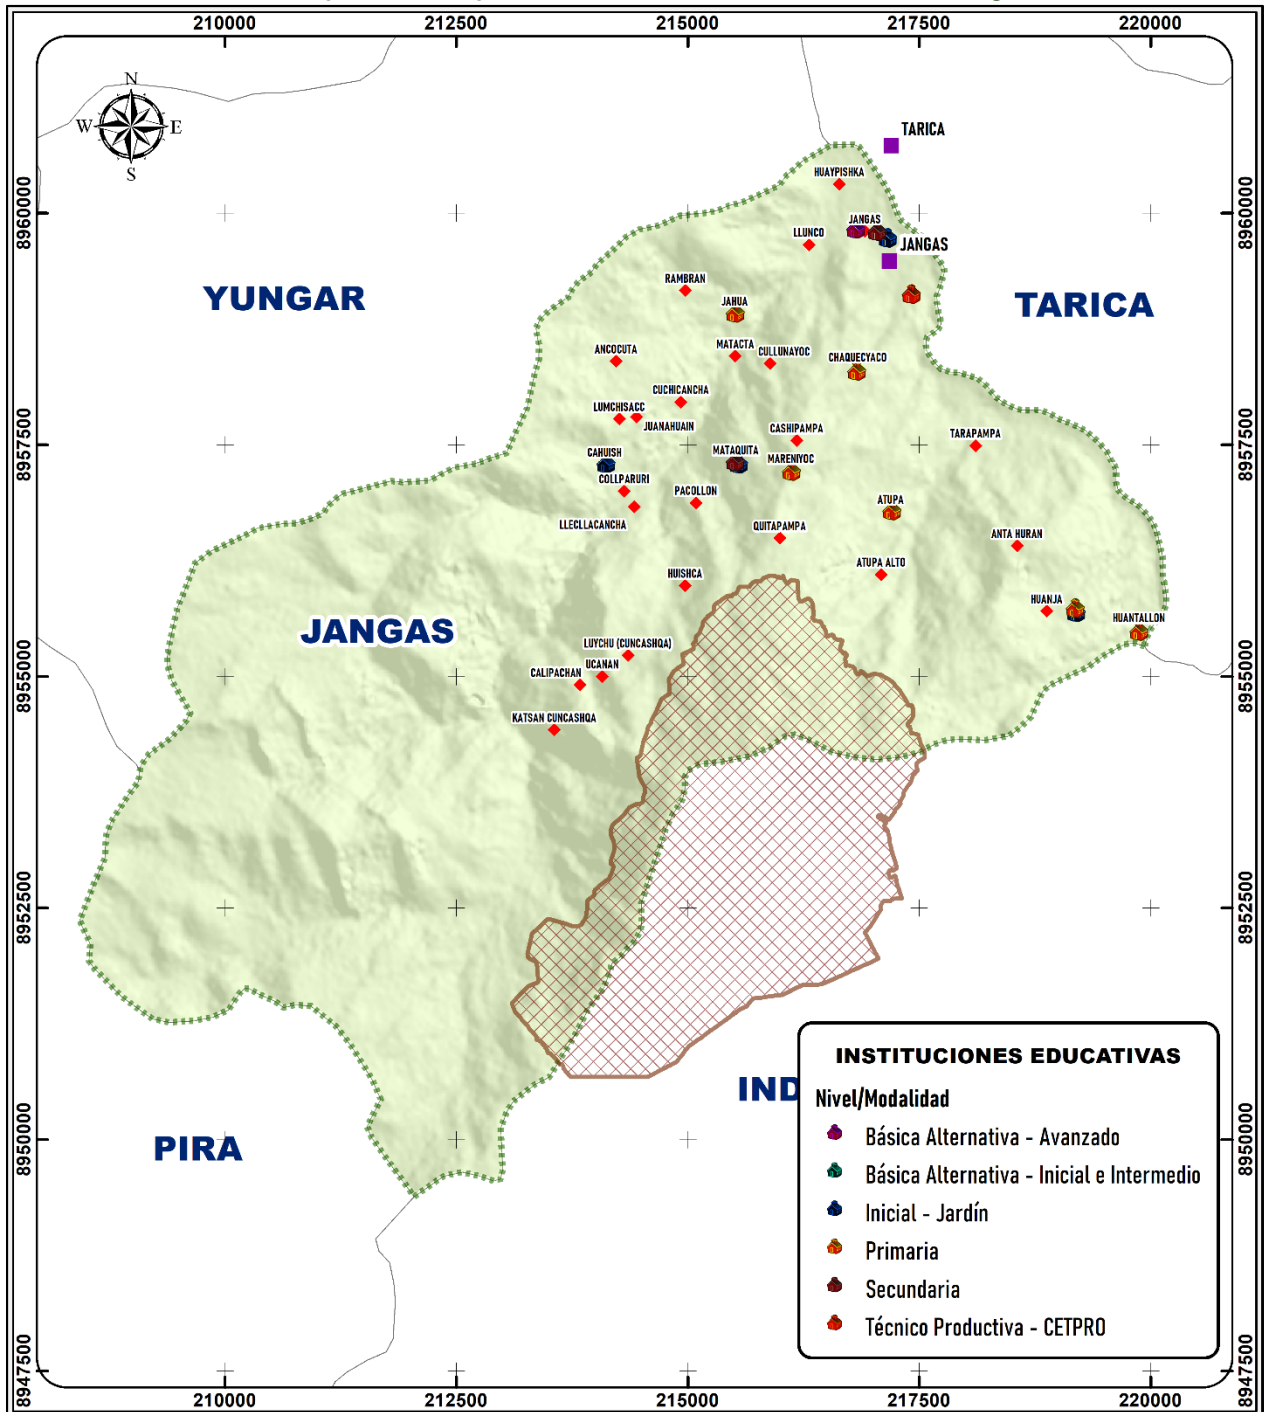 210000 212500 215000 217500 220000
N
W E
S
TARICA
HUAYPISHKA
8960000 8960000
JANGAS
LLUNCO
JANGAS
RAMBRAN
YUNGAR
TARICA
JAHUA
MATACTA
ANCOCUTA
CULLUNAYOC
CHAQUECYACO
CUCHICANCHA
LUMCHISACC
JUANAHUAIN
CASHIPAMPA
TARAPAMPA
8957500 8957500
CAHUISH
MATAQUITA
MARENIYOC
COLLPARURI
PACOLLON
ATUPA
LLECLLACANCHA
QUITAPAMPA
ANTA HURAN
ATUPA ALTO
HUISHCA
HUANJA
HUANTALLON
JANGAS
LUYCHU (CUNCASHQA)
UCANAN
CALIPACHAN
8955000 8955000
KATSAN CUNCASHQA
8952500 8952500
IND
PIRA
8950000 8950000
INSTITUCIONES EDUCATIVAS
Nivel/Modalidad
Básica Alternativa - Avanzado
Básica Alternativa - Inicial e Intermedio
Inicial - Jardín
Primaria
Secundaria
Técnico Productiva - CETPRO
8947500 8947500
210000 212500 215000 217500 220000